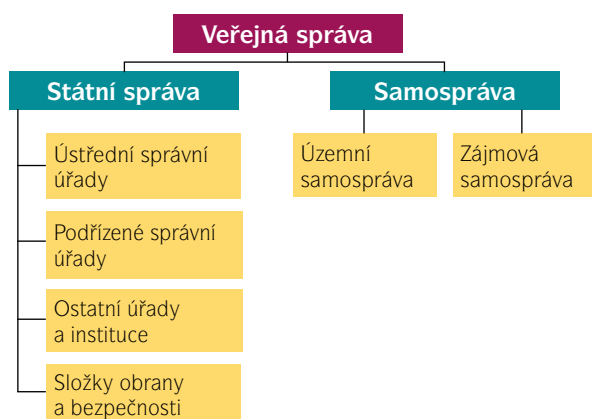 Veřejná správa
Státní správa
Samospráva
Ústřední správní
úřady
Podřízené správní
úřady
Ostatní úřady
a instituce
Složky obrany
a bezpečnosti
Územní
samospráva
Zájmová
samospráva